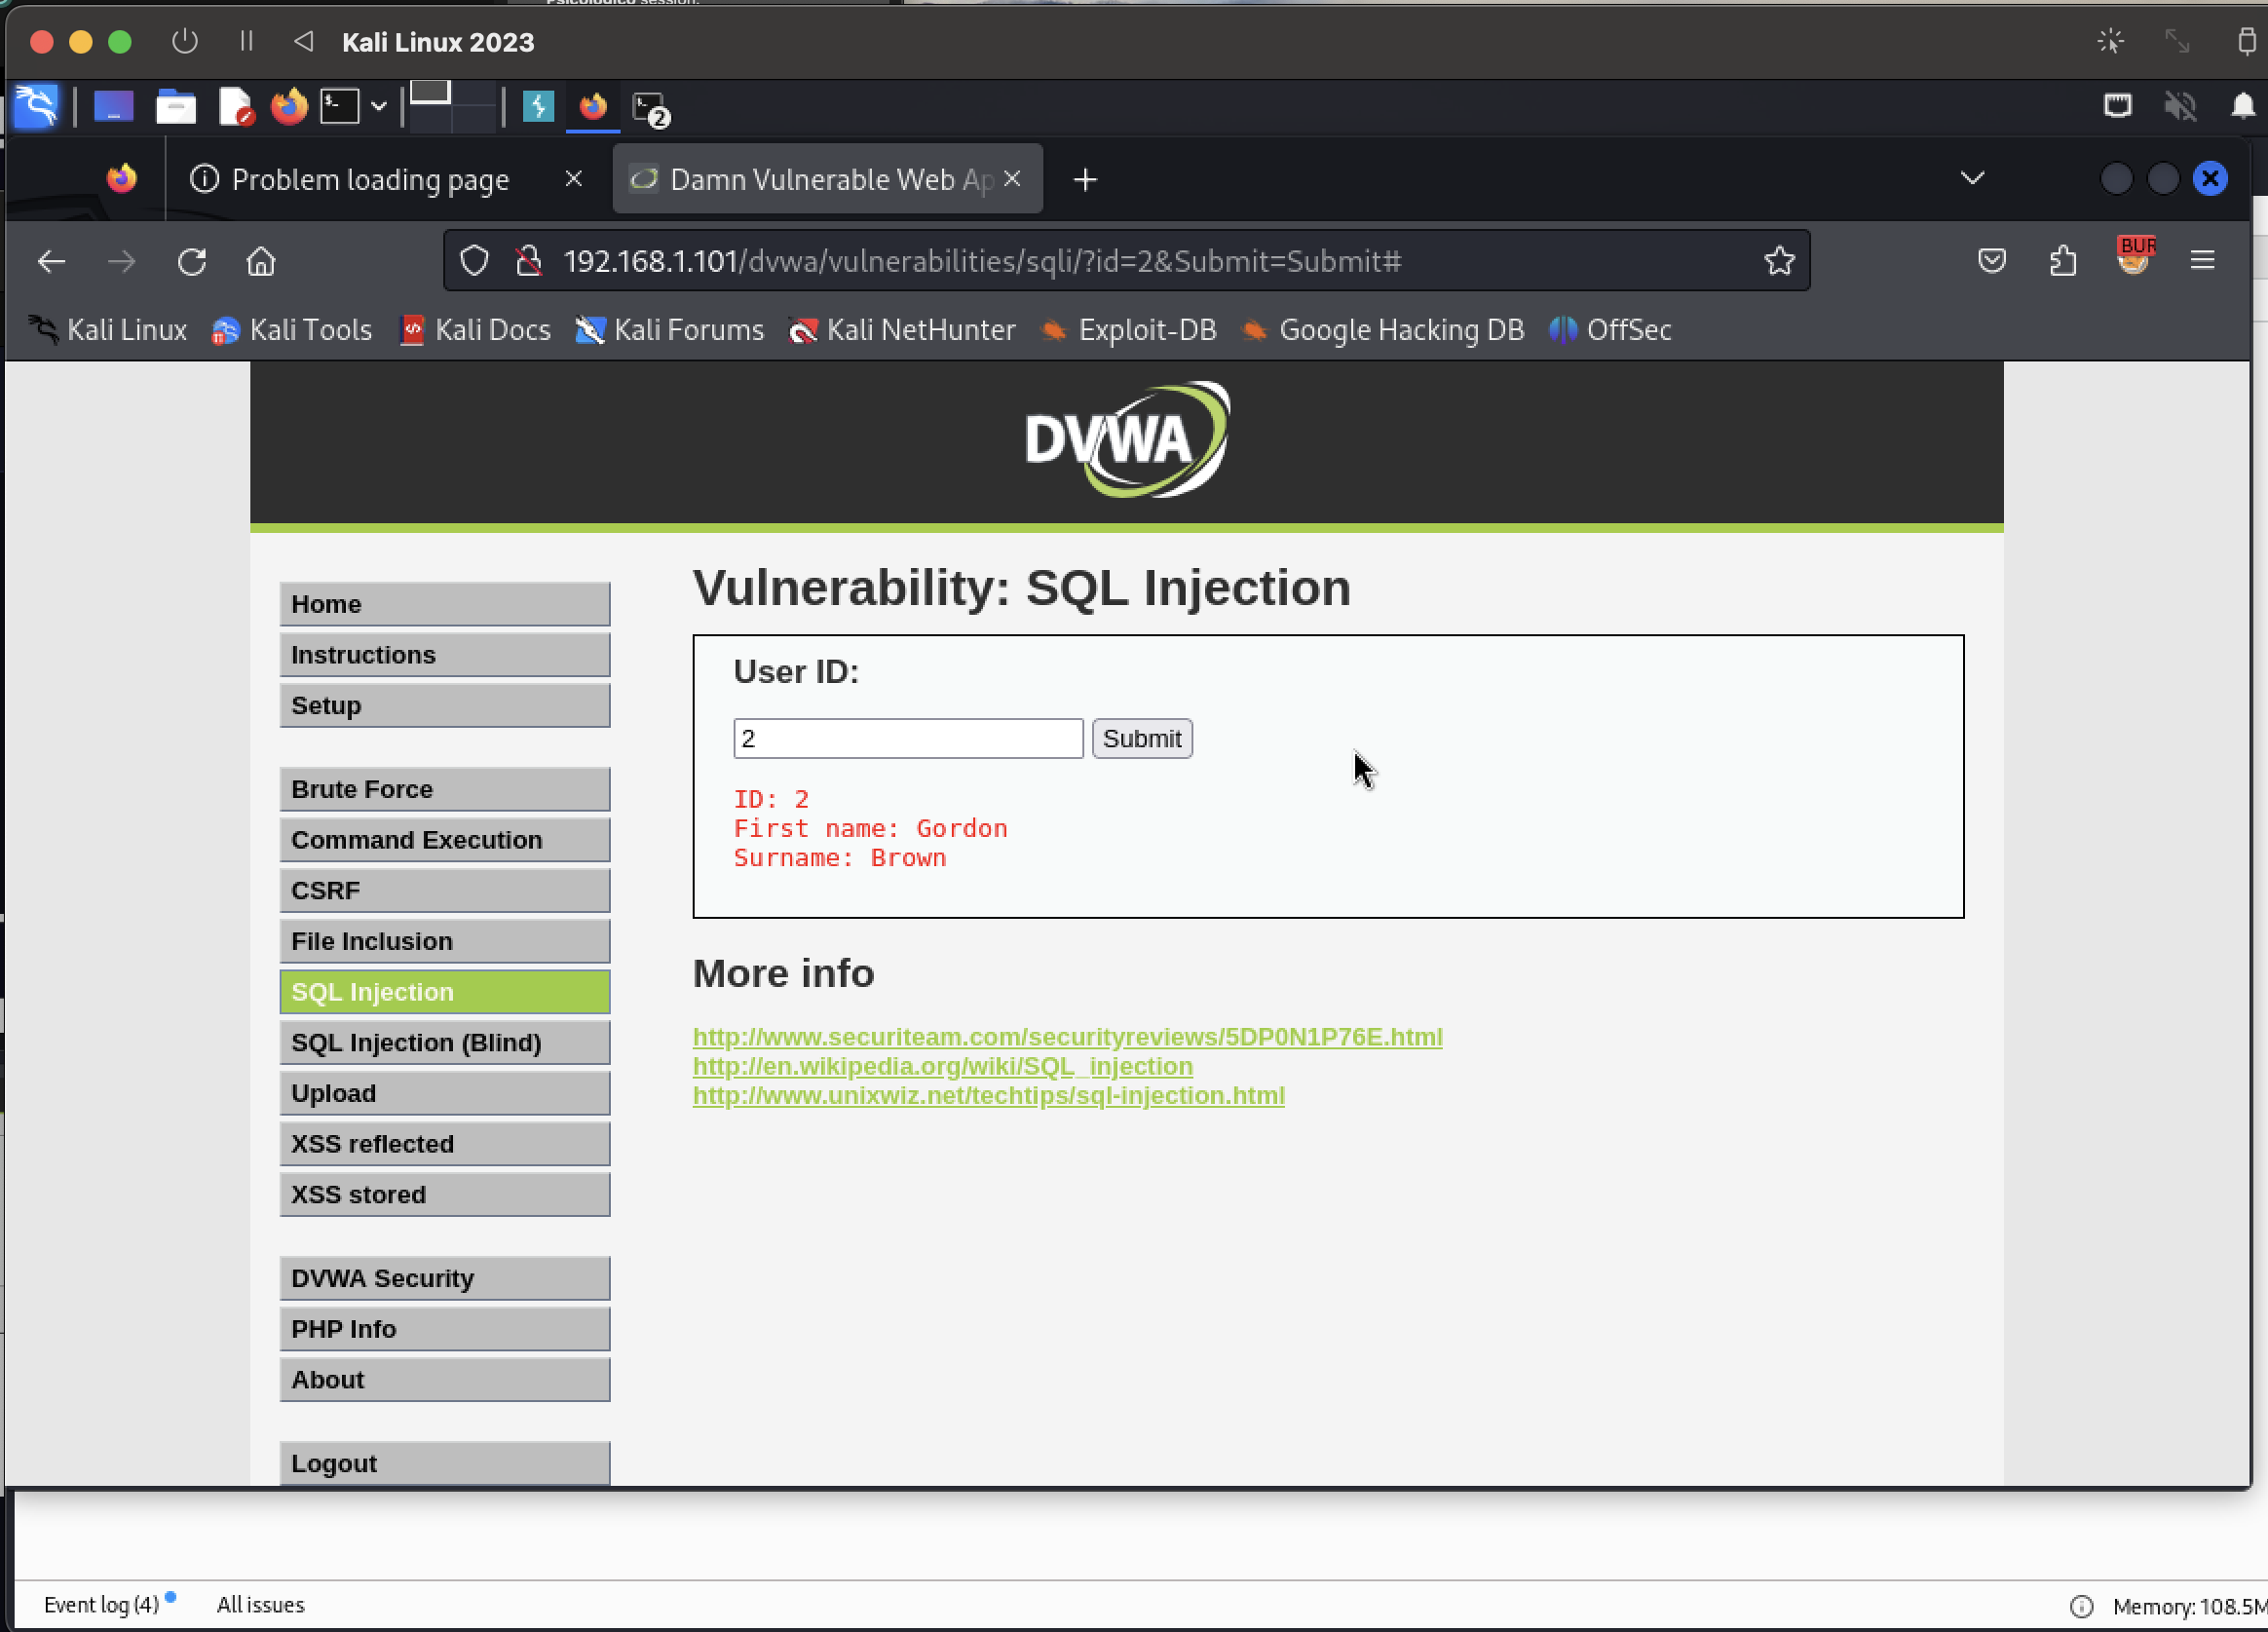 Psicologico session.
Kali Linux 2023
2
Problem loading page
Damn Vulnerable Web Ap
192.168.1.101/dvwa/vulnerabilities/sqli/?id=2&Submit=Submit#
BUR
Kali Linux
Kali Tools
Kali Docs
Kali Forums
Kali NetHunter
Exploit-DB
Google Hacking DB
OffSec
DVWA
Home
Instructions
Setup
Brute Force
Command Execution
CSRF
File Inclusion
SQL Injection
SQL Injection (Blind)
Upload
XSS reflected
XSS stored
DVWA Security
PHP Info
About
Logout
Vulnerability: SQL Injection
User ID:
2
Submit
ID: 2
First name: Gordon
Surname: Brown
More info
http://www.securiteam.com/securityreviews/5DP0N1P76E.html
http://en.wikipedia.org/wiki/SQL_injection
http://www.unixwiz.net/techtips/sql-injection.html
Event log (4)
All issues
Memory: 108.5M